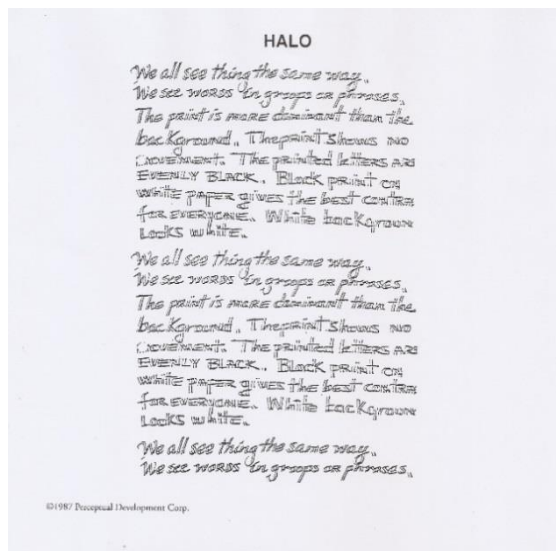 HALO
We all see thing the same way.
We see words in groops or phrases.
The print is more dominant than the
background. The print shows no
movement. The printed letters are
EVENLY BLACK. Black print on
white paper gives the best contra
for everyone. White backgroun
Looks white.
We all see thing the same way.
We see words in groops or phrases.
The print is more dominant than the
background. The print shows no
movement. The printed letters are
EVENLY BLACK. Black print on
white paper gives the best contra
for everyone. White backgroun
Looks white.
We all see thing the same way.
We see words in groops or phrases.
©1987 Perceptual Development Corp.